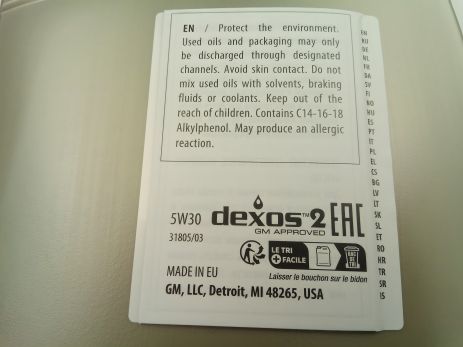 EN / Protect the environment.
Used oils and packaging may only
be discharged through designated
channels. Avoid skin contact. Do not
mix used oils with solvents, braking
fluids or coolants. Keep out of the
reach of children. Contains C14-16-18
Alkylphenol. May produce an allergic
reaction.
EN
RU
DE
NL
FR
DA
SV
FI
NO
HU
ES
PT
IT
PL
EL
CS
BG
LV
LT
SK
SL
ET
RO
HR
TR
SR
IS
5W30 dexos™2 EAC
GM APPROVED
31805/03
LE TRI
+ FACILE
BAC
DE TRI
Laisser le bouchon sur le bidon
MADE IN EU
GM, LLC, Detroit, MI 48265, USA